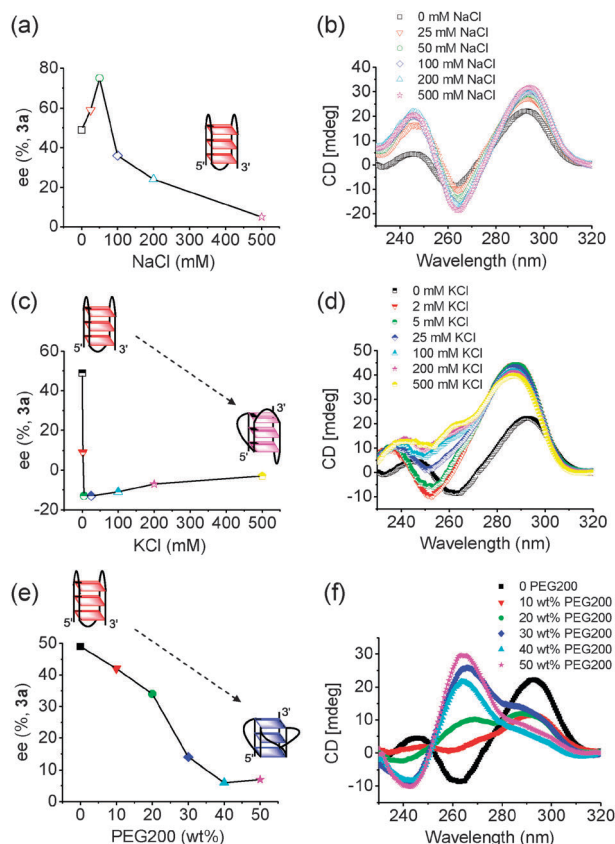 (a)
80
60
40
20
0
ee (%, 3a)
0 100 200 300 400 500
NaCl (mM)
5' 3'
(b)
0 mM NaCl
25 mM NaCl
50 mM NaCl
100 mM NaCl
200 mM NaCl
500 mM NaCl
50
40
30
20
10
0
-10
-20
CD [mdeg]
240 260 280 300 320
Wavelength (nm)
(c)
60
40
20
0
-20
ee (%, 3a)
0 100 200 300 400 500
KCl (mM)
5' 3'
3'
5'
(d)
0 mM KCl
2 mM KCl
5 mM KCl
25 mM KCl
100 mM KCl
200 mM KCl
500 mM KCl
60
50
40
30
20
10
0
-10
CD [mdeg]
230 240 260 280 300 320
Wavelength (nm)
(e)
60
50
40
30
20
10
0
ee (%, 3a)
0 10 20 30 40 50
PEG200 (wt%)
5' 3'
3'
5'
(f)
0 PEG200
10 wt% PEG200
20 wt% PEG200
30 wt% PEG200
40 wt% PEG200
50 wt% PEG200
30
20
10
0
-10
CD [mdeg]
240 260 280 300 320
Wavelength (nm)